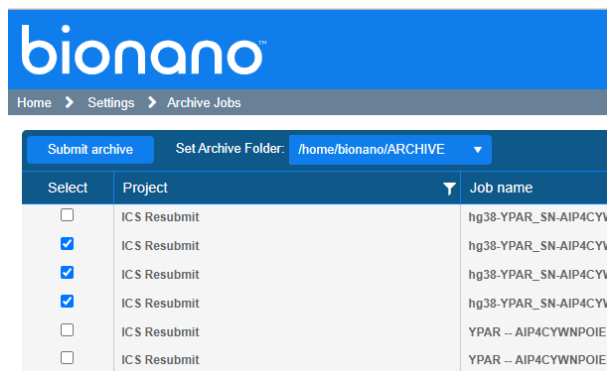 bionano™
Home > Settings > Archive Jobs
Submit archive Set Archive Folder: /home/bionano/ARCHIVE
Select Project Job name
ICS Resubmit hg38-YPAR_SN-AIP4CYW
ICS Resubmit hg38-YPAR_SN-AIP4CYW
ICS Resubmit hg38-YPAR_SN-AIP4CYW
ICS Resubmit hg38-YPAR_SN-AIP4CYW
ICS Resubmit YPAR -- AIP4CYWNPOIE
ICS Resubmit YPAR -- AIP4CYWNPOIE